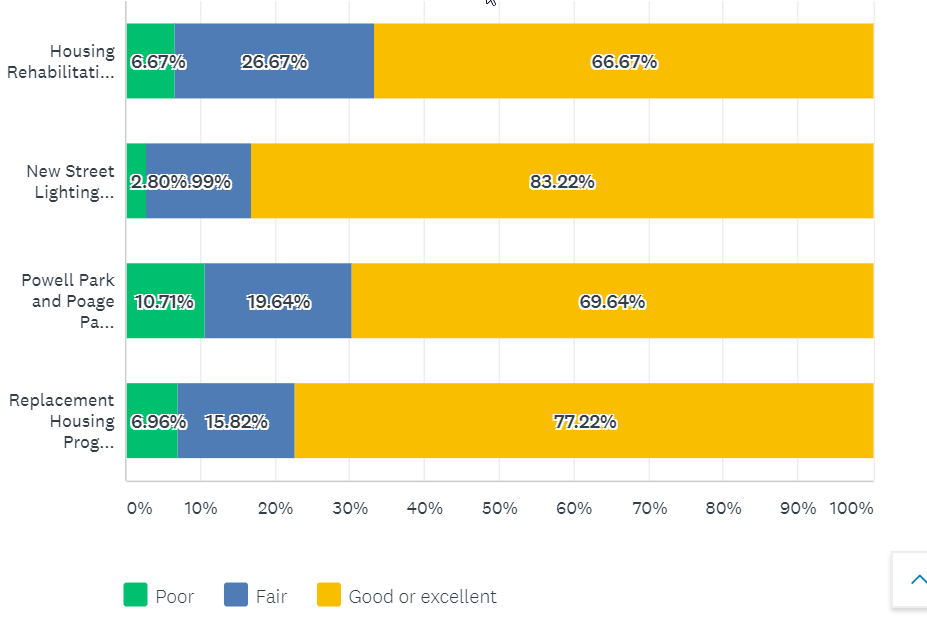 Housing
Rehabilitati...
6.67% 26.67% 66.67%
New Street
Lighting...
2.80% .99% 83.22%
Powell Park
and Poage
Pa...
10.71% 19.64% 69.64%
Replacement
Housing
Prog...
6.96% 15.82% 77.22%
0% 10% 20% 30% 40% 50% 60% 70% 80% 90% 100%
Poor Fair Good or excellent